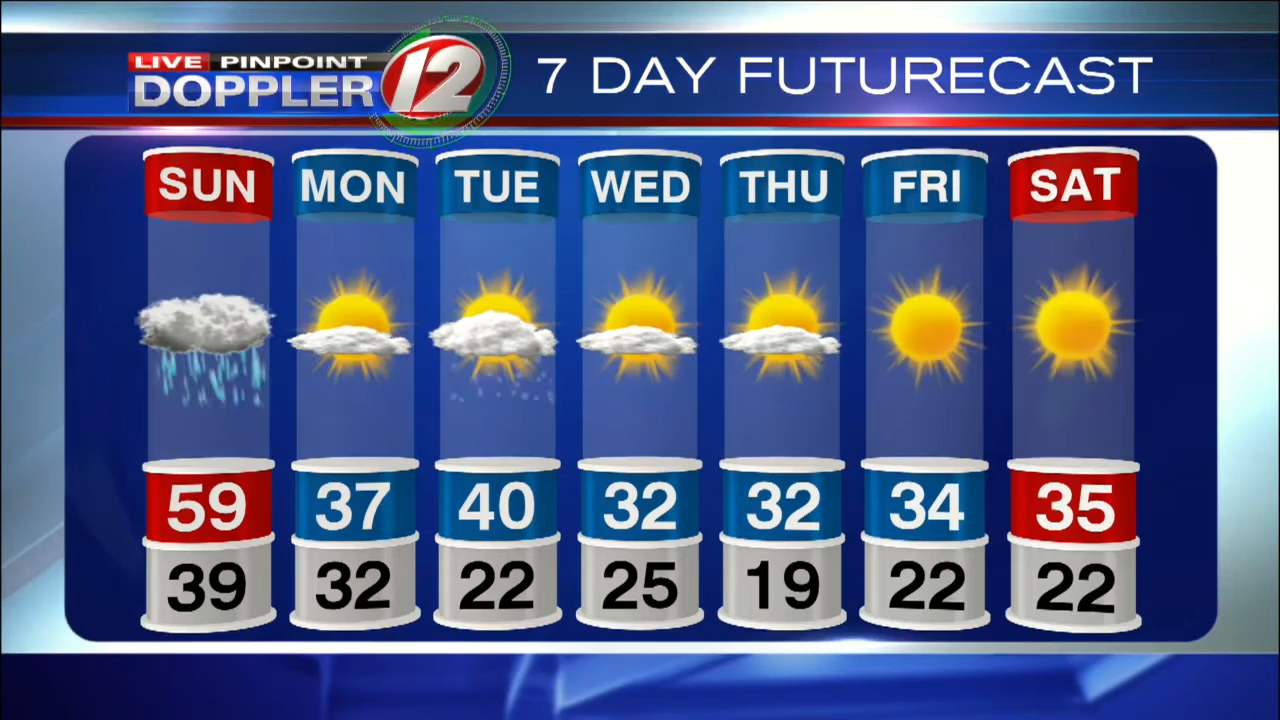 LIVE PINPOINT
DOPPLER 12
7 DAY FUTURECAST
SUN MON TUE WED THU FRI SAT
59 37 40 32 32 34 35
39 32 22 25 19 22 22